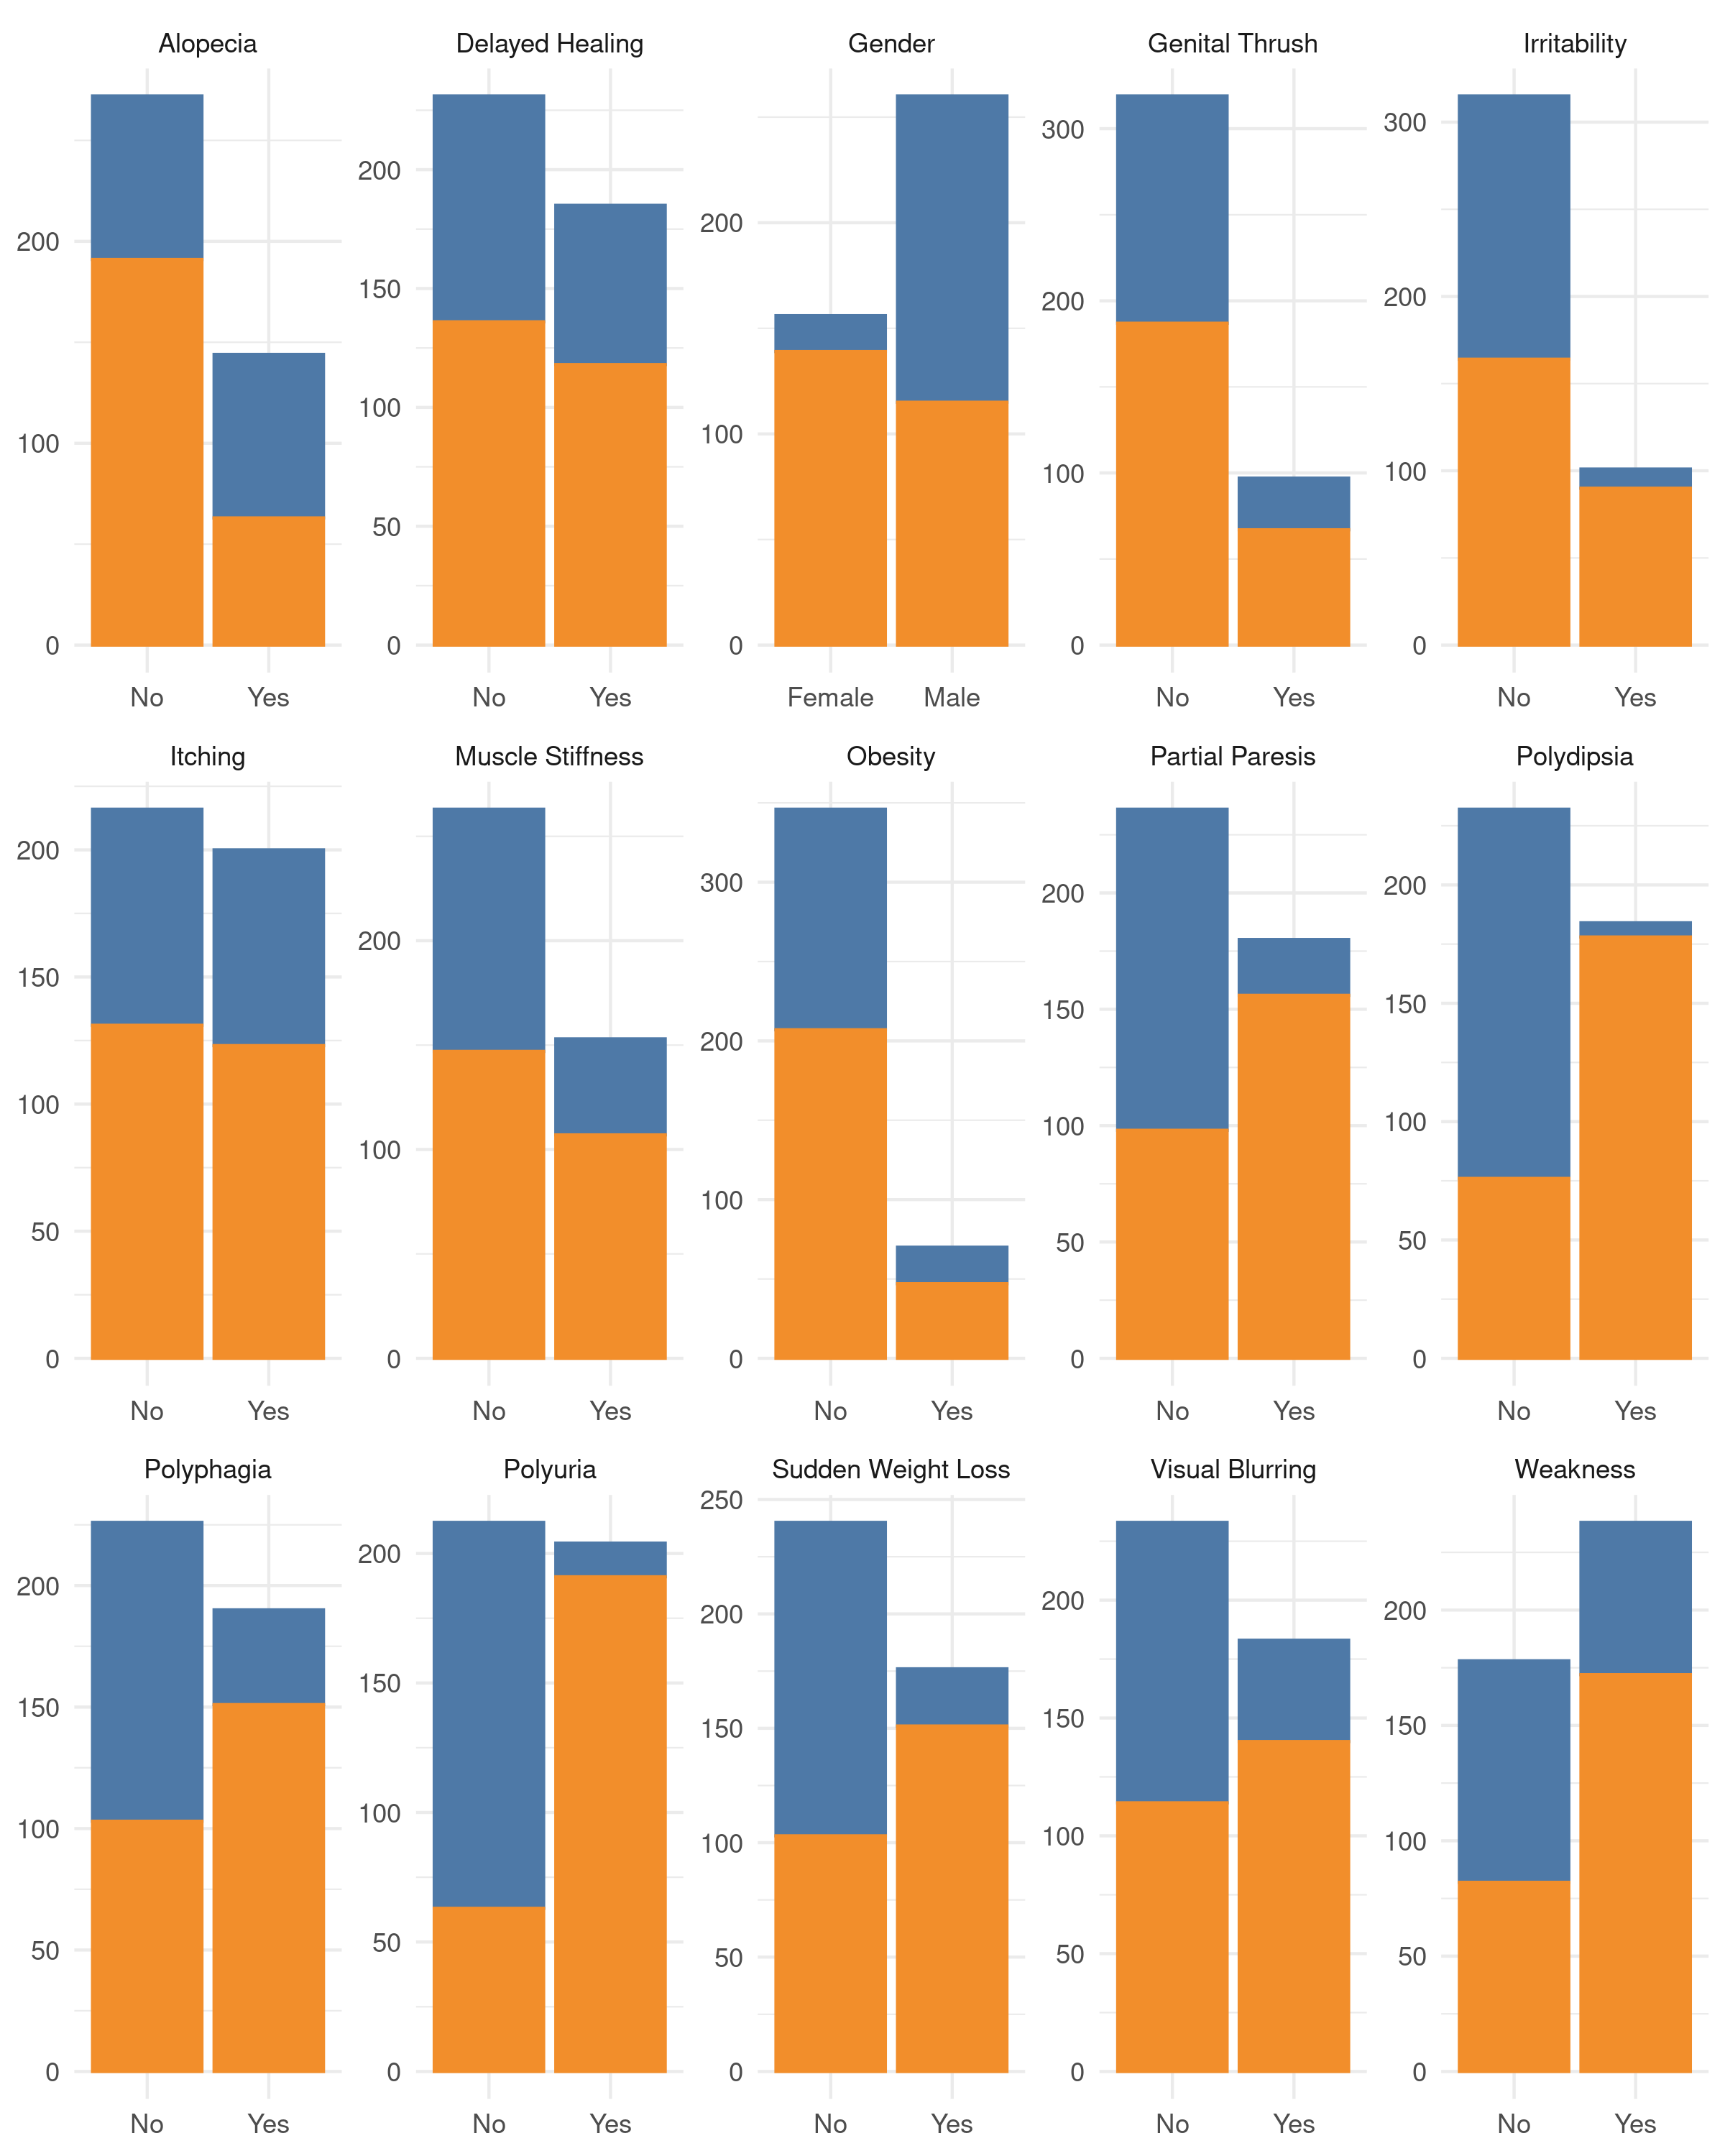 Alopecia
Delayed Healing
Gender
Genital Thrush
Irritability
200
100
0
No
Yes
200
150
100
50
0
No
Yes
200
100
0
Female
Male
300
200
100
0
No
Yes
300
200
100
0
No
Yes
Itching
Muscle Stiffness
Obesity
Partial Paresis
Polydipsia
200
150
100
50
0
No
Yes
200
100
0
No
Yes
300
200
100
0
No
Yes
200
150
100
50
0
No
Yes
200
150
100
50
0
No
Yes
Polyphagia
Polyuria
Sudden Weight Loss
Visual Blurring
Weakness
200
150
100
50
0
No
Yes
200
150
100
50
0
No
Yes
250
200
150
100
50
0
No
Yes
200
150
100
50
0
No
Yes
200
150
100
50
0
No
Yes